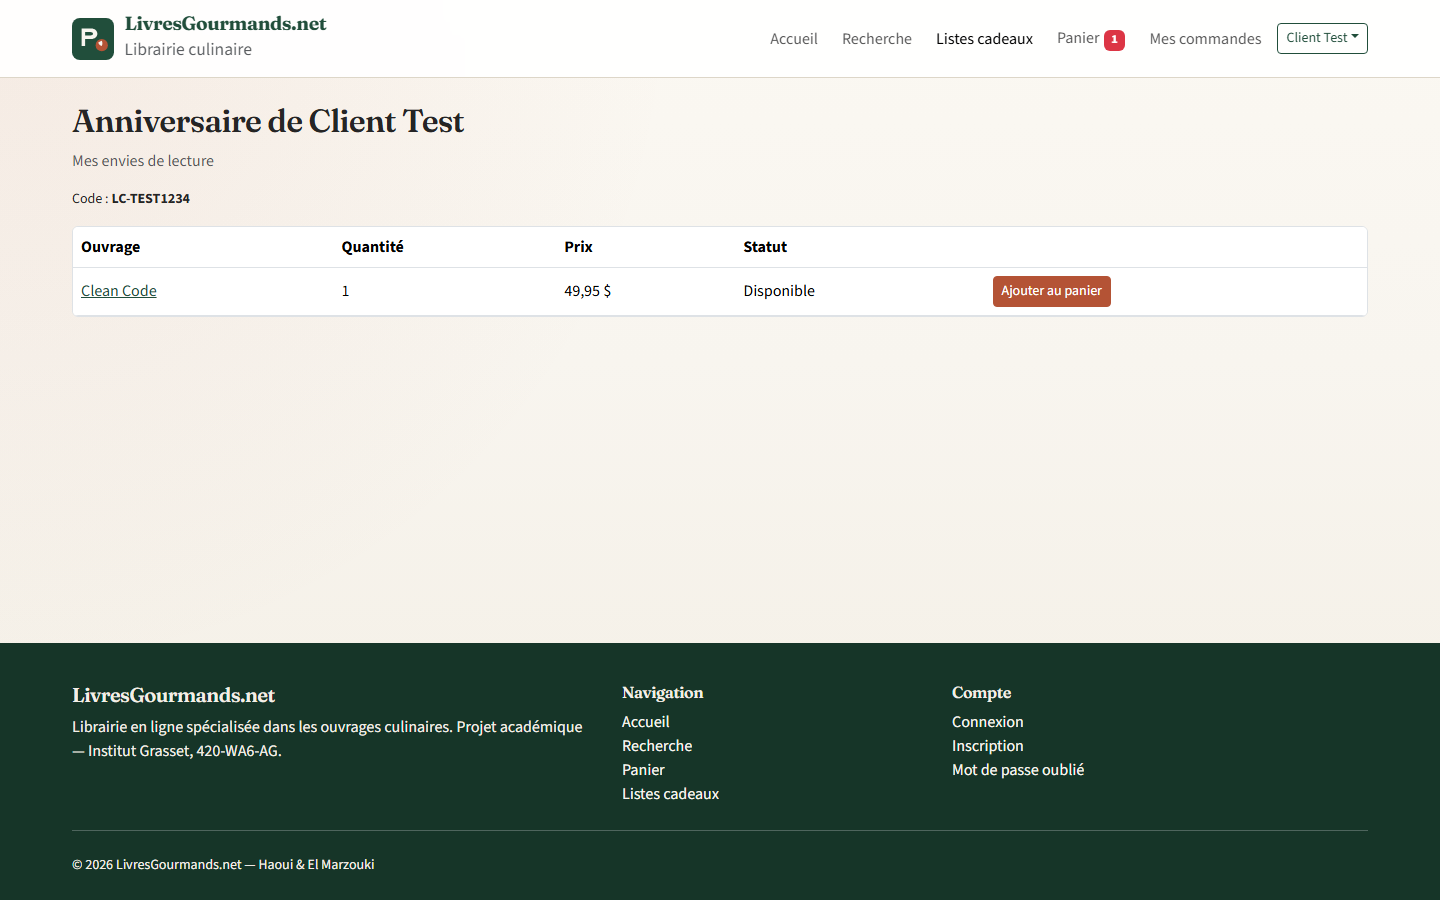 P
LivresGourmands.net
Librairie culinaire
Accueil Recherche Listes cadeaux Panier 1 Mes commandes Client Test
Anniversaire de Client Test
Mes envies de lecture
Code : LC-TEST1234
Ouvrage Quantité Prix Statut
Clean Code 1 49,95 $ Disponible Ajouter au panier
LivresGourmands.net
Librairie en ligne spécialisée dans les ouvrages culinaires. Projet académique
— Institut Grasset, 420-WA6-AG.
Navigation
Accueil
Recherche
Panier
Listes cadeaux
Compte
Connexion
Inscription
Mot de passe oublié
© 2026 LivresGourmands.net — Haoui & El Marzouki